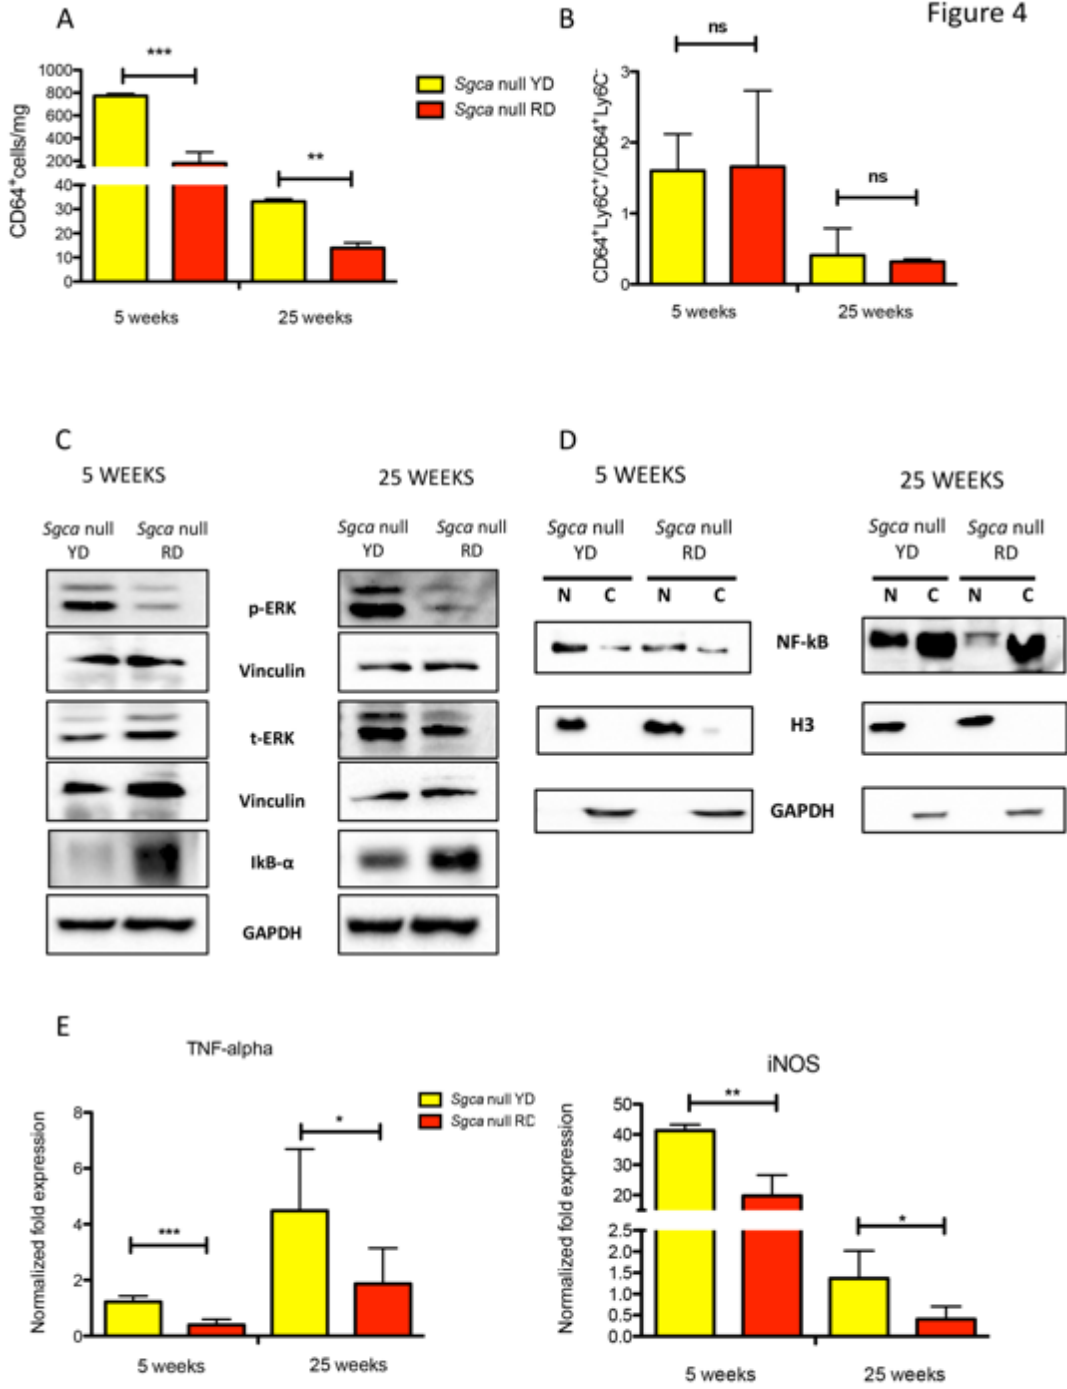 Figure 4
A
***
1000
800
600
400
200
40
30
20
10
0
CD64+cells/mg
**
5 weeks
25 weeks
Sgca null YD
Sgca null RD
B
ns
3
2
1
0
CD64+Ly6C+/CD64+Ly6C-
ns
5 weeks
25 weeks
C
5 WEEKS
25 WEEKS
Sgca null
YD
Sgca null
RD
Sgca null
YD
Sgca null
RD
p-ERK
Vinculin
t-ERK
Vinculin
IkB-α
GAPDH
D
5 WEEKS
25 WEEKS
Sgca null
YD
Sgca null
RD
Sgca null
YD
Sgca null
RD
N C N C
N C N C
NF-kB
H3
GAPDH
E
TNF-alpha
Sgca null YD
Sgca null RD
8
6
4
2
0
Normalized fold expression
***
*
5 weeks
25 weeks
iNOS
50
40
30
20
2.5
2.0
1.5
1.0
0.5
0.0
Normalized fold expression
**
*
5 weeks
25 weeks